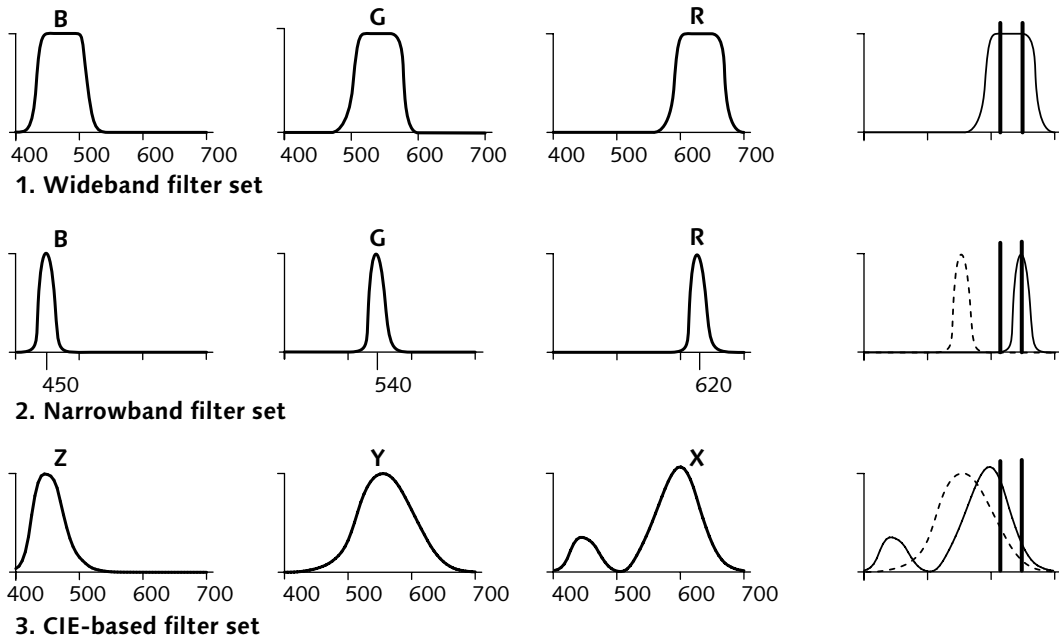 B G R
400 500 600 700 400 500 600 700 400 500 600 700
1. Wideband filter set
B G R
450 540 620
2. Narrowband filter set
Z Y X
400 500 600 700 400 500 600 700 400 500 600 700
3. CIE-based filter set